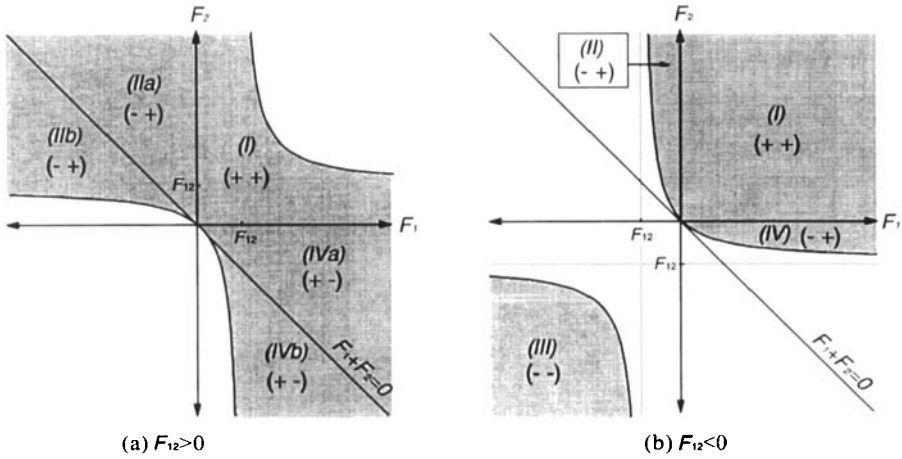 F₂
(IIa)
(- +)
(IIb)
(- +)
(I)
(+ +)
F₁₂
F₁₂
F₁
(IVa)
(+ -)
(IVb)
(+ -)
F₁+F₂=0
(a) F₁₂>0
F₂
(II)
(- +)
(I)
(+ +)
F₁
F₁₂
(IV) (- +)
F₁₂
(III)
(- -)
F₁+F₂=0
(b) F₁₂<0